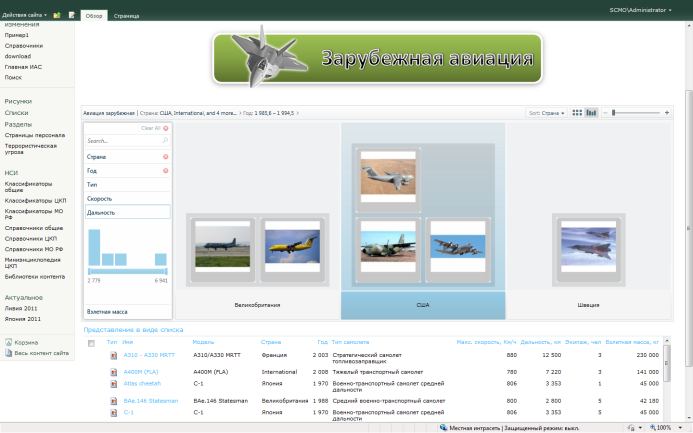 Действия сайта
Обзор
Страница
SCMO\Administrator
изменения
Пример1
Справочники
download
Главная ИАС
Поиск
Рисунки
Списки
Разделы
Страницы персонала
Террористическая
угроза
НСИ
Классификаторы
общие
Классификаторы ЦКП
Классификаторы МО
РФ
Справочники общие
Справочники ЦКП
Справочники МО РФ
Миниэнциклопедия
ЦКП
Библиотеки контента
Актуальное
Ливия 2011
Япония 2011
Корзина
Весь контент сайта
Зарубежная авиация
Авиация зарубежная | Страна: США, International, and 4 more... > Год: 1 985,6 – 1 994,5 >
Sort: Страна
Clear All
Search...
Страна
Год
Тип
Скорость
Дальность
2 779 6 941
Взлетная масса
Великобритания США Швеция
Представление в виде списка
Тип Имя Модель Страна Год Тип самолета Макс. скорость, Км/ч Дальность, км Экипаж, чел Взлетная масса, кг
A310 - A330 MRTT A310/A330 MRTT Франция 2 003 Стратегический самолет топливозаправщик 880 12 500 3 230 000
A400M (FLA) A400M (FLA) International 2 008 Тяжелый транспортный самолет 780 7 220 3 141 000
Atlas cheetah C-1 Япония 1 970 Военно-транспортный самолет средней дальности 806 3 353 1 45 000
BAe.146 Statesman BAe.146 Statesman Великобритания 1 988 Средний военно-транспортный самолет 800 2 800 5 42 180
C-1 C-1 Япония 1 970 Военно-транспортный самолет средней дальности 806 3 353 5 45 000
Местная интрасеть | Защищенный режим: выкл.
100%